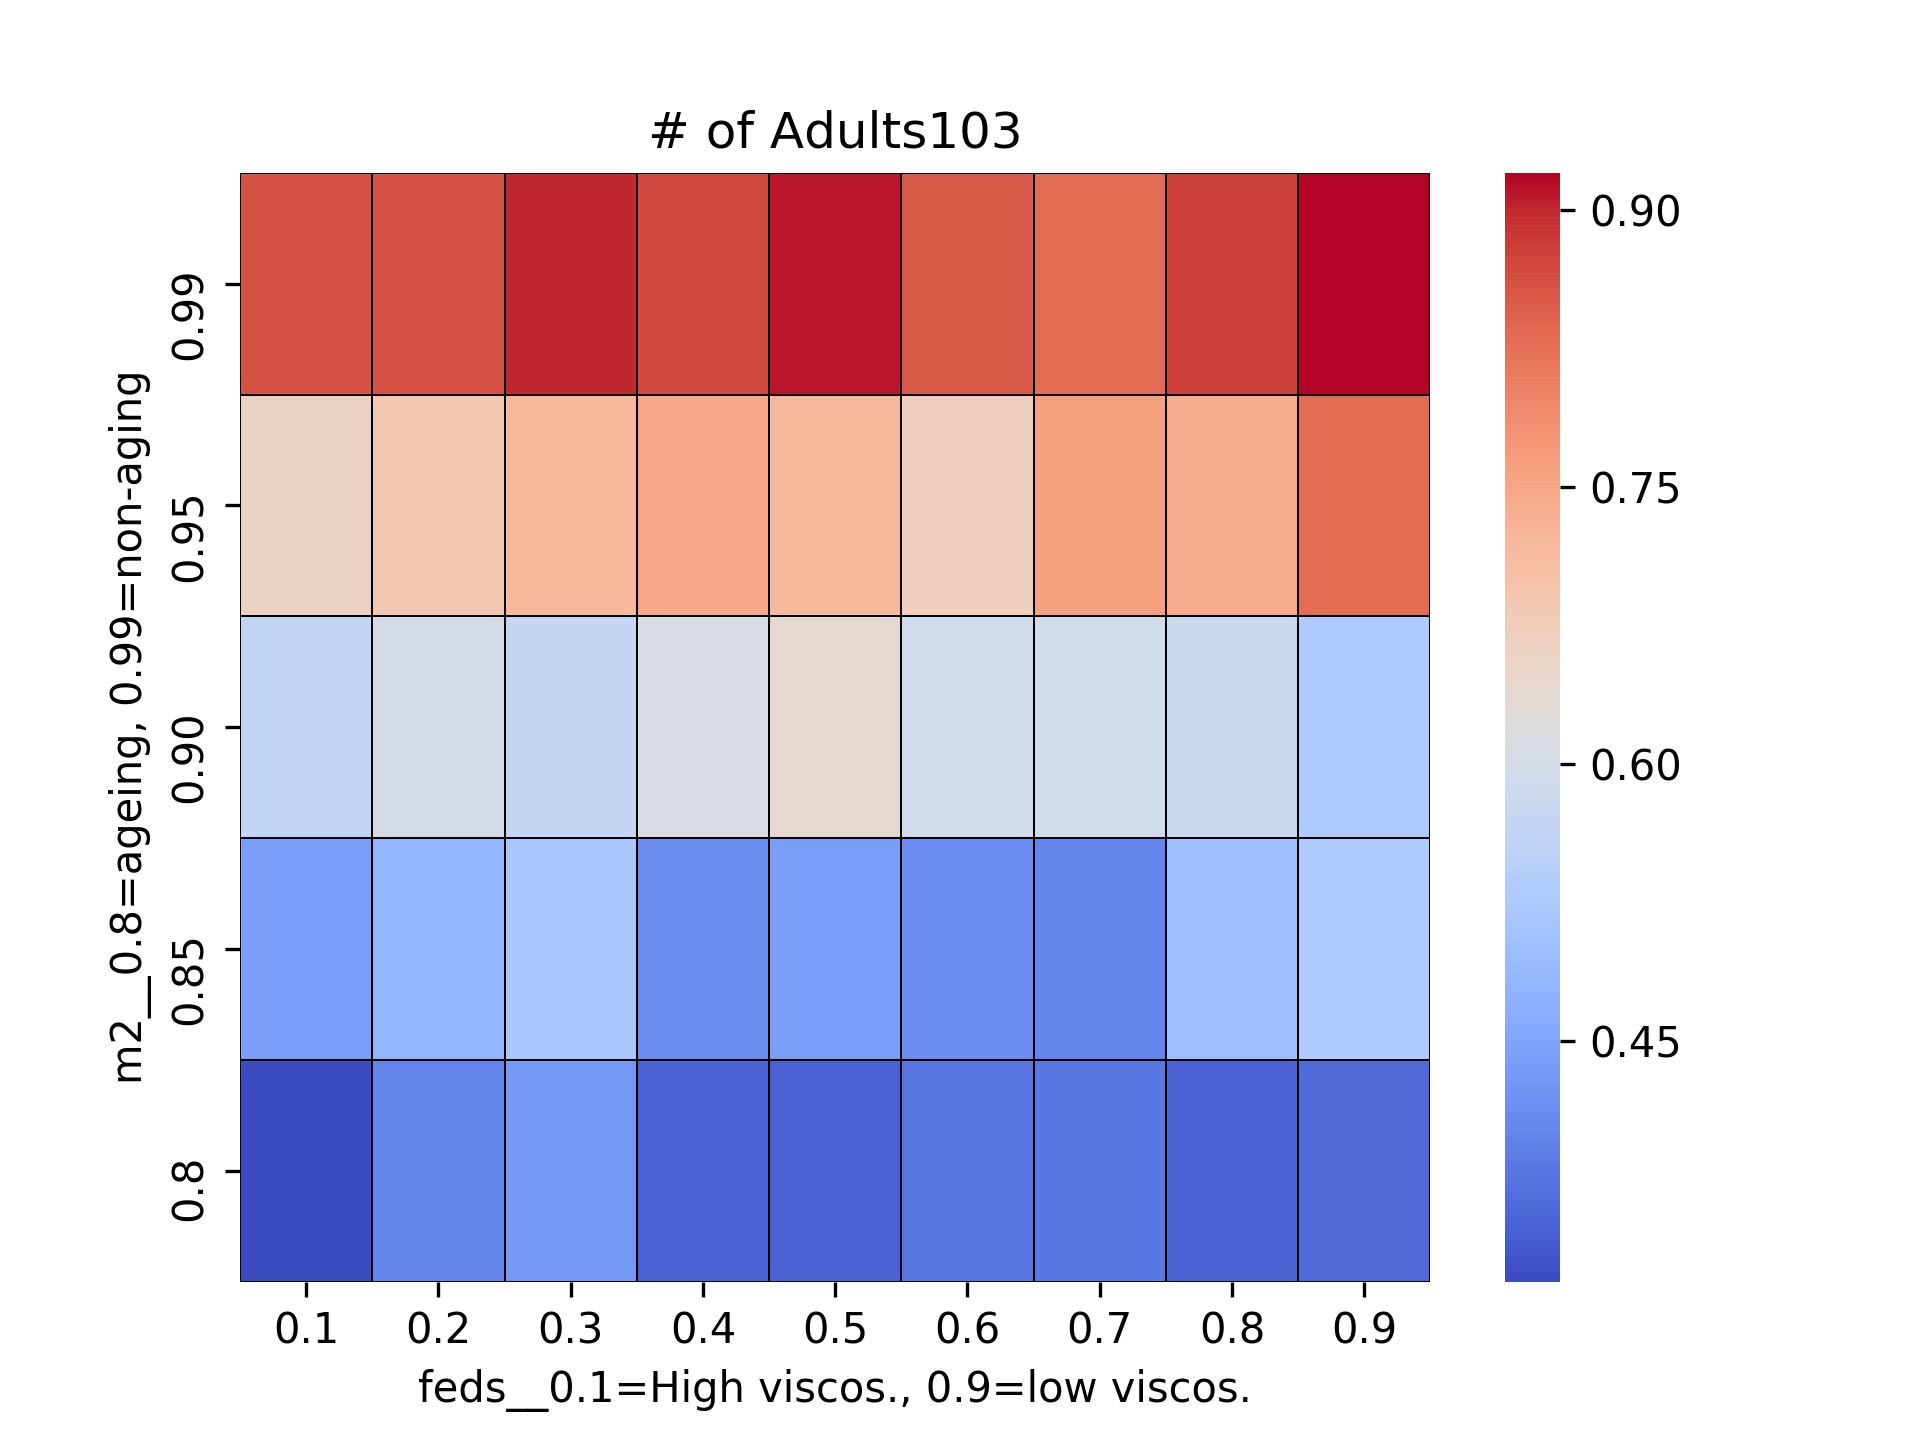 # of Adults103
m2__0.8=ageing, 0.99=non-aging
0.99
0.95
0.90
0.85
0.8
0.1 0.2 0.3 0.4 0.5 0.6 0.7 0.8 0.9
feds__0.1=High viscos., 0.9=low viscos.
0.90
0.75
0.60
0.45